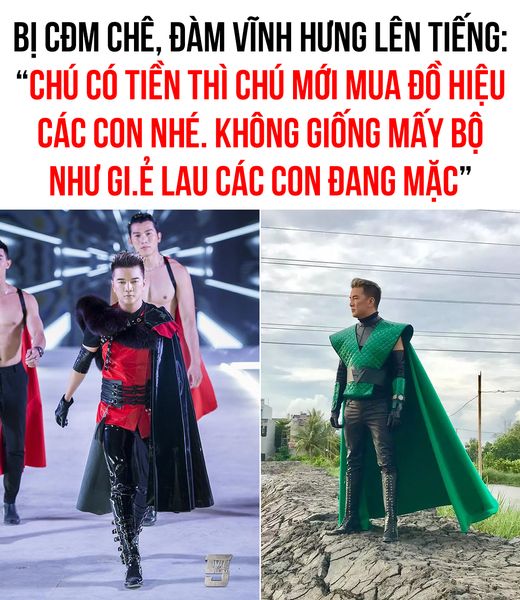 BỊ CĐM CHÊ, ĐÀM VĨNH HƯNG LÊN TIẾNG:
“CHÚ CÓ TIỀN THÌ CHÚ MỚI MUA ĐỒ HIỆU
CÁC CON NHÉ. KHÔNG GIỐNG MẤY BỘ
NHƯ GI.Ẻ LAU CÁC CON ĐANG MẶC”